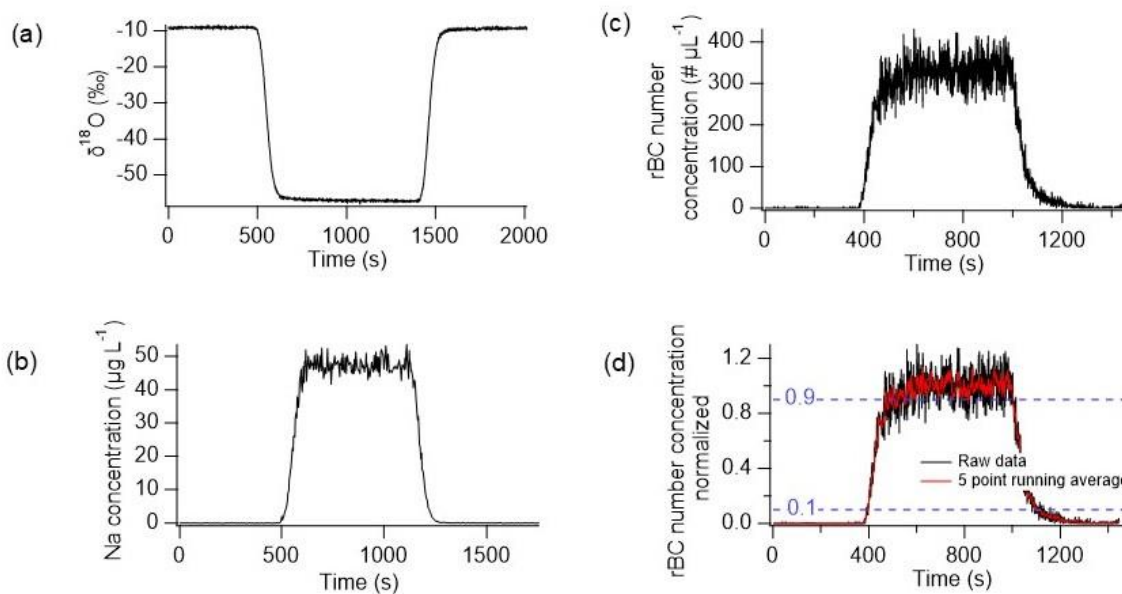 (a)
δ¹⁸O (‰)
-10
-20
-30
-40
-50
0 500 1000 1500 2000
Time (s)
(b)
Na concentration (µg L⁻¹)
50
40
30
20
10
0
0 500 1000 1500
Time (s)
(c)
rBC number
concentration (# µL⁻¹)
400
300
200
100
0
0 400 800 1200
Time (s)
(d)
rBC number concentration
normalized
1.2
0.8
0.4
0.0
0.9
0.1
Raw data
5 point running average
0 400 800 1200
Time (s)